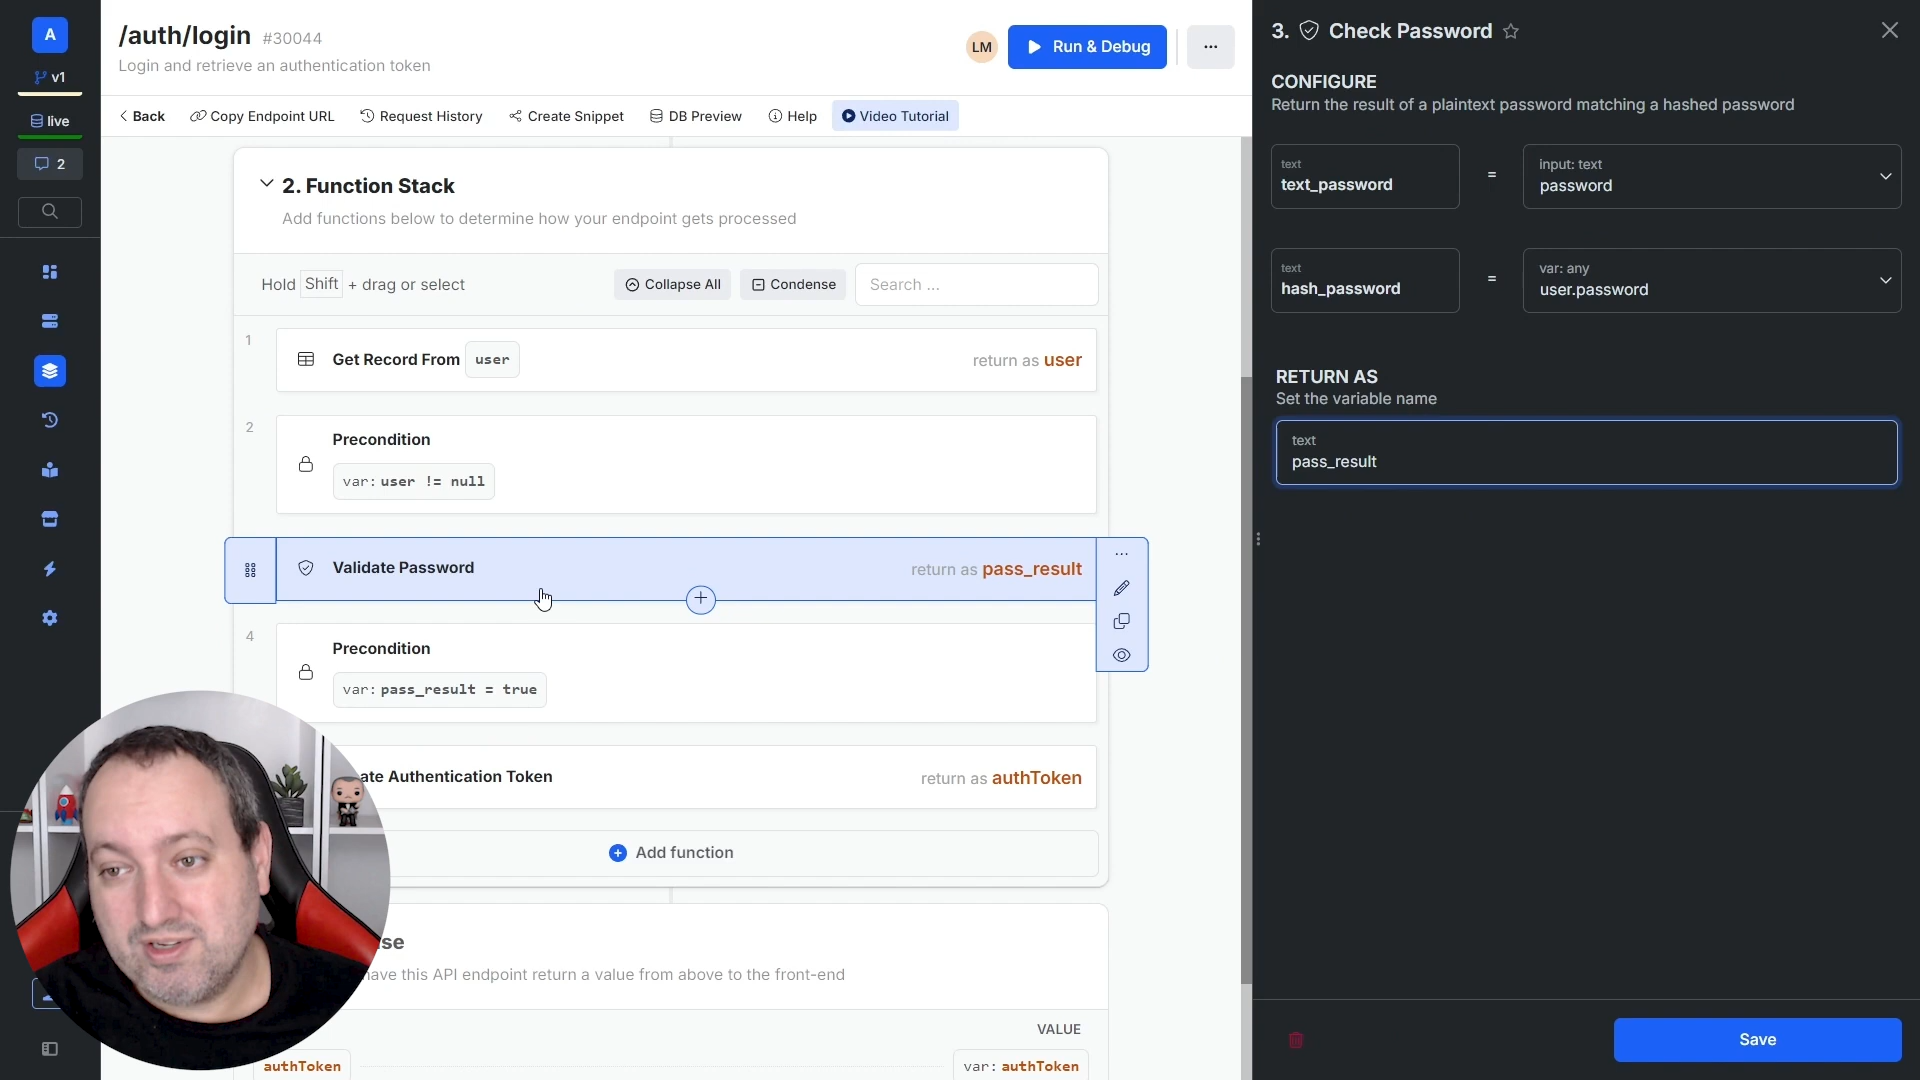 A
v1
live
2
/auth/login #30044
Login and retrieve an authentication token
LM
Run & Debug
Back
Copy Endpoint URL
Request History
Create Snippet
DB Preview
Help
Video Tutorial
2. Function Stack
Add functions below to determine how your endpoint gets processed
Hold Shift + drag or select
Collapse All
Condense
Search ...
1
Get Record From user
return as user
2
Precondition
var: user != null
Validate Password
return as pass_result
4
Precondition
var: pass_result = true
ate Authentication Token
return as authToken
Add function
se
have this API endpoint return a value from above to the front-end
VALUE
authToken
var: authToken
3. Check Password
CONFIGURE
Return the result of a plaintext password matching a hashed password
text
text_password
=
input: text
password
text
hash_password
=
var: any
user.password
RETURN AS
Set the variable name
text
pass_result
Save